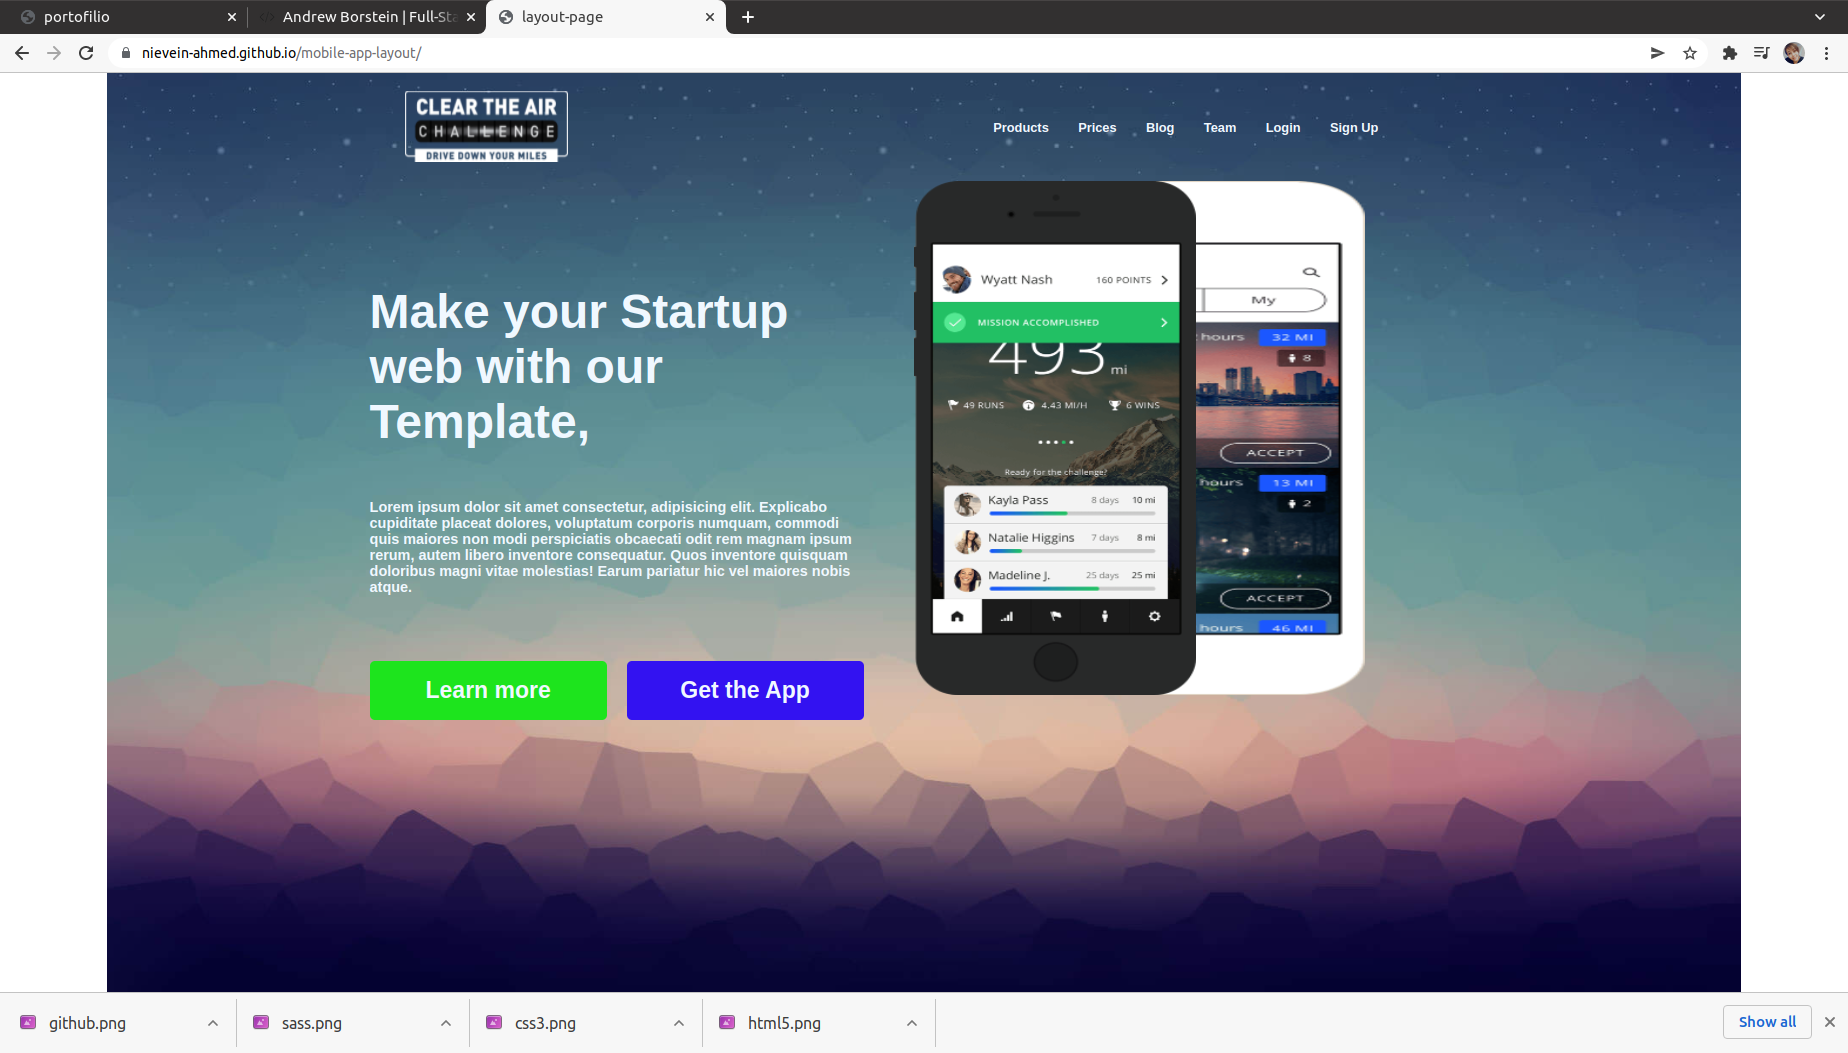 portofilio
Andrew Borstein | Full-Sta
layout-page
nievein-ahmed.github.io/mobile-app-layout/
CLEAR THE AIR
CHALLENGE
DRIVE DOWN YOUR MILES
Products Prices Blog Team Login Sign Up
Make your Startup
web with our
Template,
Lorem ipsum dolor sit amet consectetur, adipisicing elit. Explicabo
cupiditate placeat dolores, voluptatum corporis numquam, commodi
quis maiores non modi perspiciatis obcaecati odit rem magnam ipsum
rerum, autem libero inventore consequatur. Quos inventore quisquam
doloribus magni vitae molestias! Earum pariatur hic vel maiores nobis
atque.
Learn more
Get the App
Wyatt Nash 160 POINTS
MISSION ACCOMPLISHED
493 mi
49 RUNS 4.43 MI/H 6 WINS
Ready for the challenge?
Kayla Pass 8 days 10 mi
Natalie Higgins 7 days 8 mi
Madeline J. 25 days 25 mi
My
hours 32 MI
8
ACCEPT
hours 13 MI
2
ACCEPT
hours 46 MI
github.png
sass.png
css3.png
html5.png
Show all